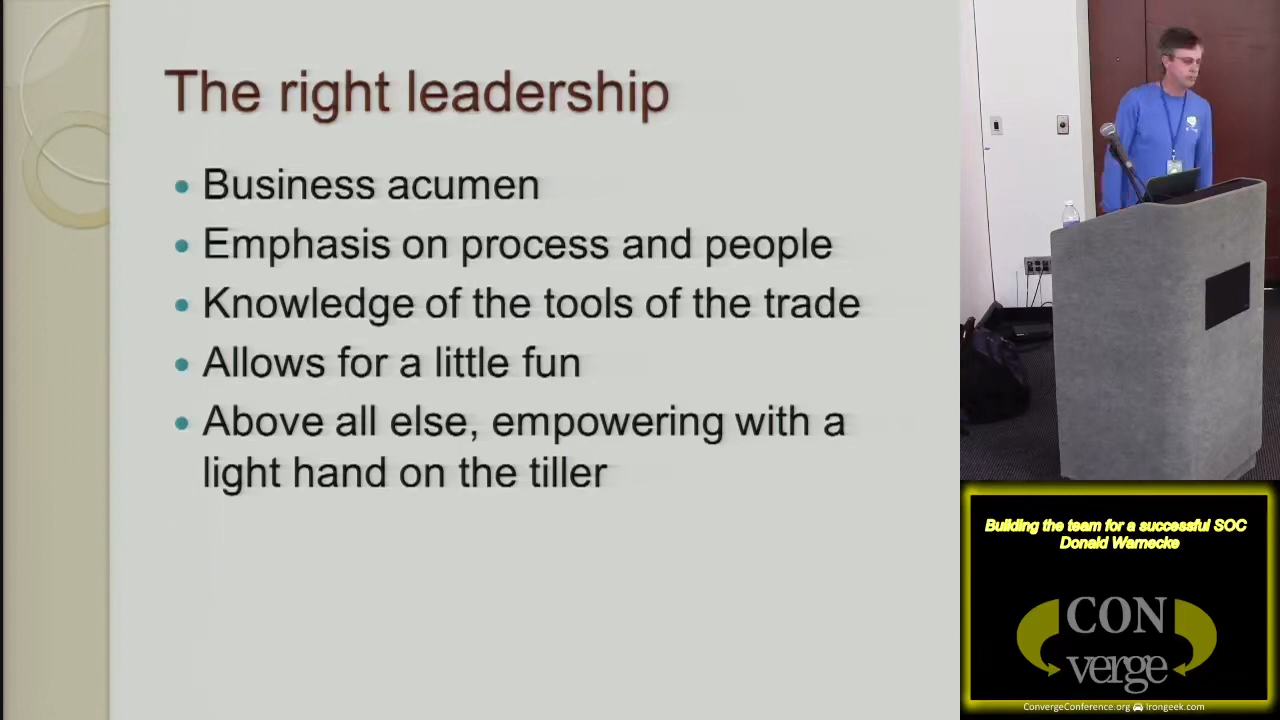 The right leadership
• Business acumen
• Emphasis on process and people
• Knowledge of the tools of the trade
• Allows for a little fun
• Above all else, empowering with a
light hand on the tiller
Building the team for a successful SOC
Donald Warnecke
CON
verge
ConvergeConference.org Irongeek.com